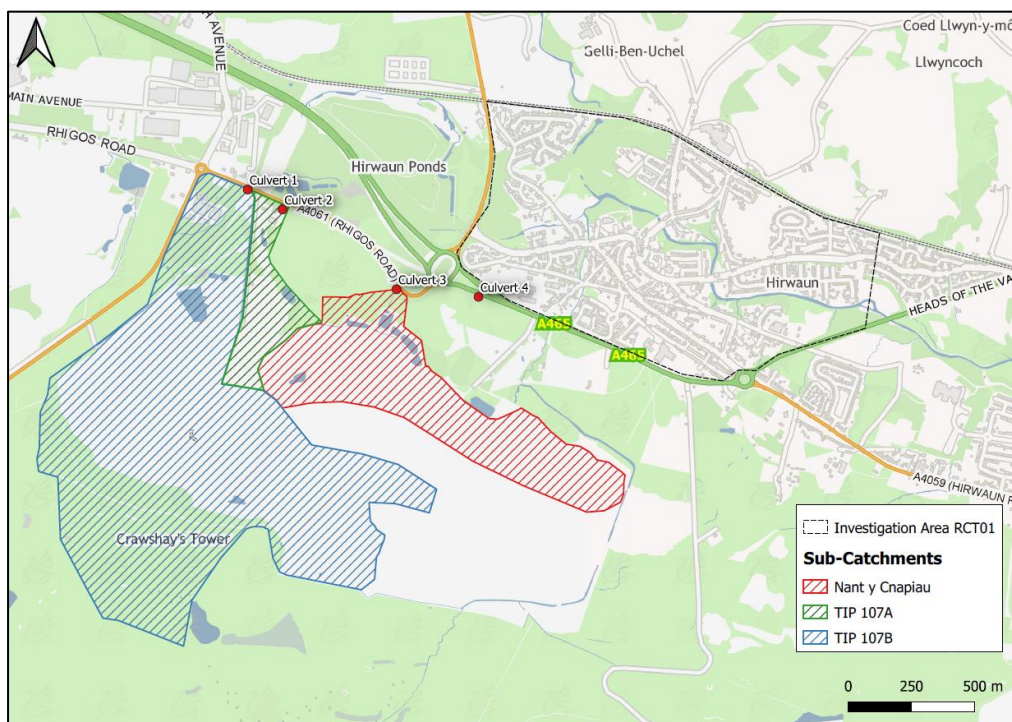 AVENUE
MAIN AVENUE
RHIGOS ROAD
Gelli-Ben-Uchel
Coed Llwyn-y-mô
Llwyncoch
Hirwaun Ponds
Culvert 1
Culvert 2
A4061 (RHIGOS ROAD)
Culvert 3
Culvert 4
Hirwaun
HEADS OF THE VA
A465
A465
A4059 (HIRWAUN R
Crawshay's Tower
Investigation Area RCT01
Sub-Catchments
Nant y Cnapiau
TIP 107A
TIP 107B
0 250 500 m